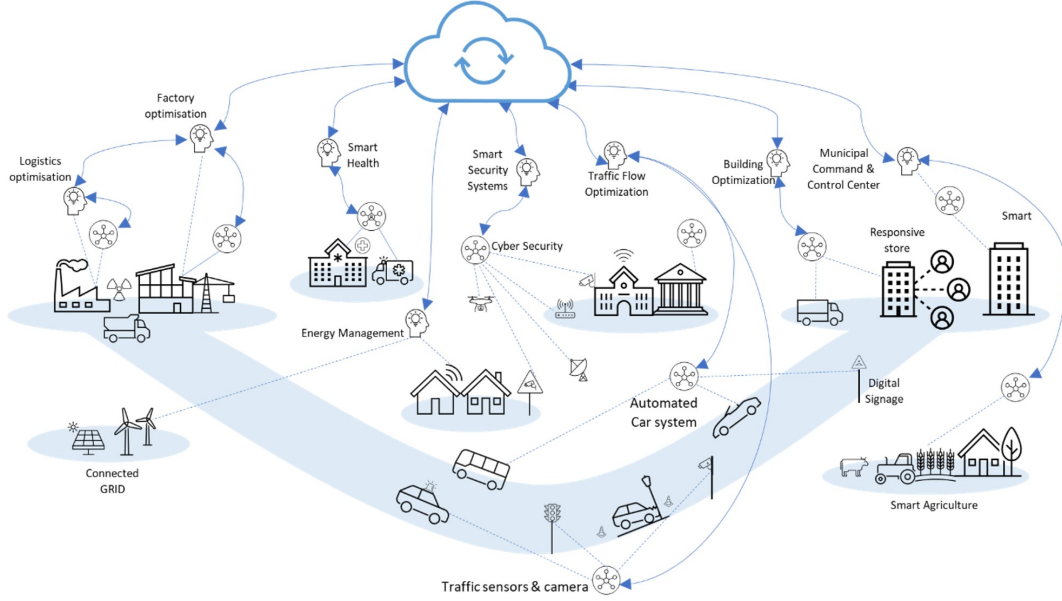 Factory
optimisation
Logistics
optimisation
Smart
Health
Smart
Security
Systems
Traffic Flow
Optimization
Building
Optimization
Municipal
Command &
Control Center
Smart
Responsive
store
Cyber Security
Energy Management
Automated
Car system
Digital
Signage
Connected
GRID
Smart Agriculture
Traffic sensors & camera